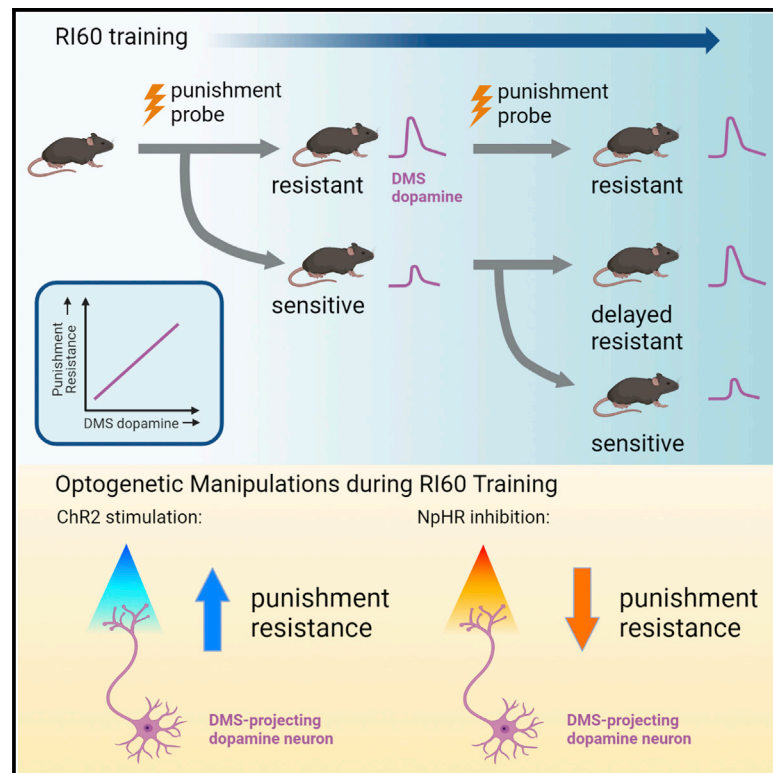 RI60 training
punishment
probe
punishment
probe
resistant
DMS
dopamine
resistant
sensitive
delayed
resistant
sensitive
Punishment
Resistance
DMS dopamine
Optogenetic Manipulations during RI60 Training
ChR2 stimulation:
NpHR inhibition:
punishment
resistance
punishment
resistance
DMS-projecting
dopamine neuron
DMS-projecting
dopamine neuron